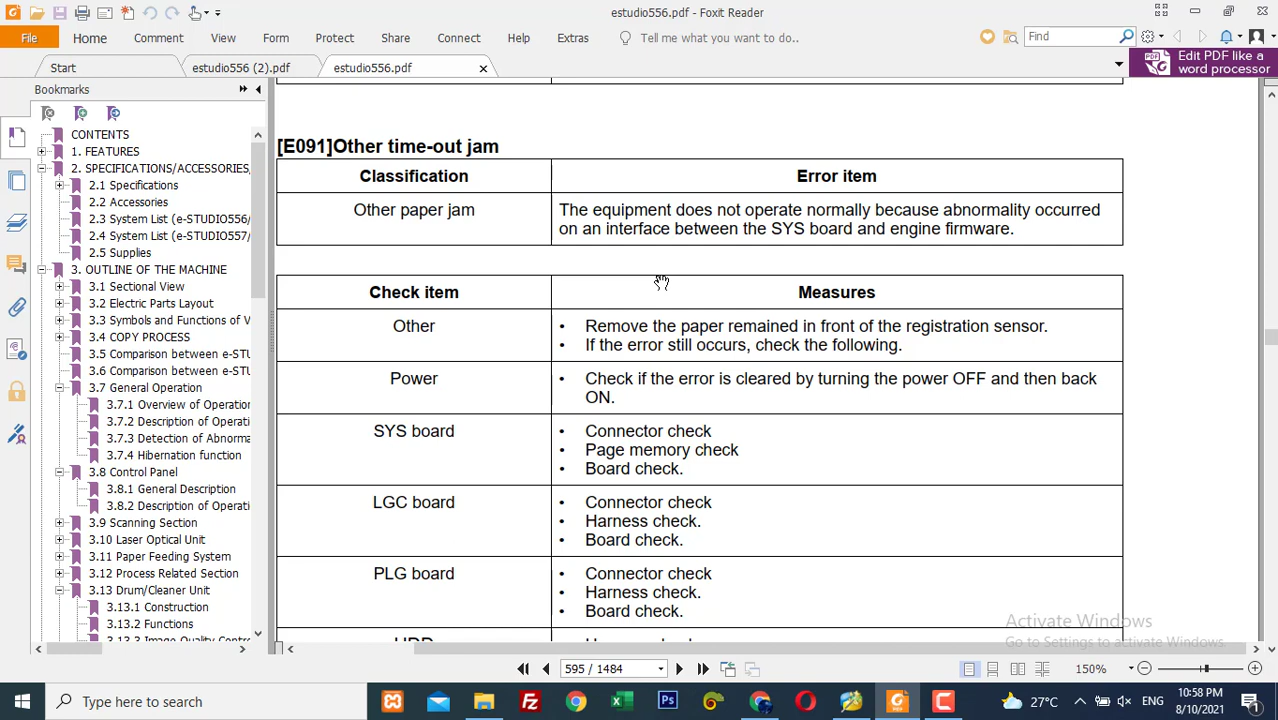 estudio556.pdf - Foxit Reader
File Home Comment View Form Protect Share Connect Help Extras Tell me what you want to do.. Find
Start estudio556 (2).pdf estudio556.pdf Edit PDF like a
word processor
Bookmarks
CONTENTS
1. FEATURES
2. SPECIFICATIONS/ACCESSORIES,
2.1 Specifications
2.2 Accessories
2.3 System List (e-STUDIO556/
2.4 System List (e-STUDIO557/
2.5 Supplies
3. OUTLINE OF THE MACHINE
3.1 Sectional View
3.2 Electric Parts Layout
3.3 Symbols and Functions of V
3.4 COPY PROCESS
3.5 Comparison between e-STU
3.6 Comparison between e-STU
3.7 General Operation
3.7.1 Overview of Operation
3.7.2 Description of Operati
3.7.3 Detection of Abnorma
3.7.4 Hibernation function
3.8 Control Panel
3.8.1 General Description
3.8.2 Description of Operati
3.9 Scanning Section
3.10 Laser Optical Unit
3.11 Paper Feeding System
3.12 Process Related Section
3.13 Drum/Cleaner Unit
3.13.1 Construction
3.13.2 Functions
3.13.3 Image Quality Contr
[E091]Other time-out jam
Classification Error item
Other paper jam The equipment does not operate normally because abnormality occurred
on an interface between the SYS board and engine firmware.
Check item Measures
Other • Remove the paper remained in front of the registration sensor.
• If the error still occurs, check the following.
Power • Check if the error is cleared by turning the power OFF and then back
ON.
SYS board • Connector check
• Page memory check
• Board check.
LGC board • Connector check
• Harness check.
• Board check.
PLG board • Connector check
• Harness check.
• Board check.
HDD
Activate Windows
Go to Settings to activate Windows.
595 / 1484 150%
Type here to search 27°C ENG 10:58 PM
8/10/2021